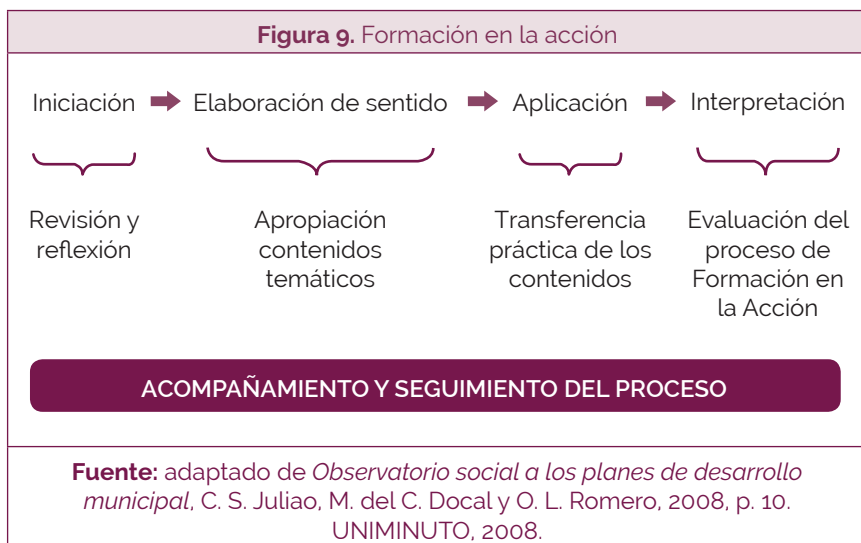 Figura 9. Formación en la acción
Iniciación
Elaboración de sentido
Aplicación
Interpretación
Revisión y
reflexión
Apropiación
contenidos
temáticos
Transferencia
práctica de los
contenidos
Evaluación del
proceso de
Formación en
la Acción
ACOMPAÑAMIENTO Y SEGUIMIENTO DEL PROCESO
Fuente: adaptado de Observatorio social a los planes de desarrollo
municipal, C. S. Juliao, M. del C. Docal y O. L. Romero, 2008, p. 10.
UNIMINUTO, 2008.